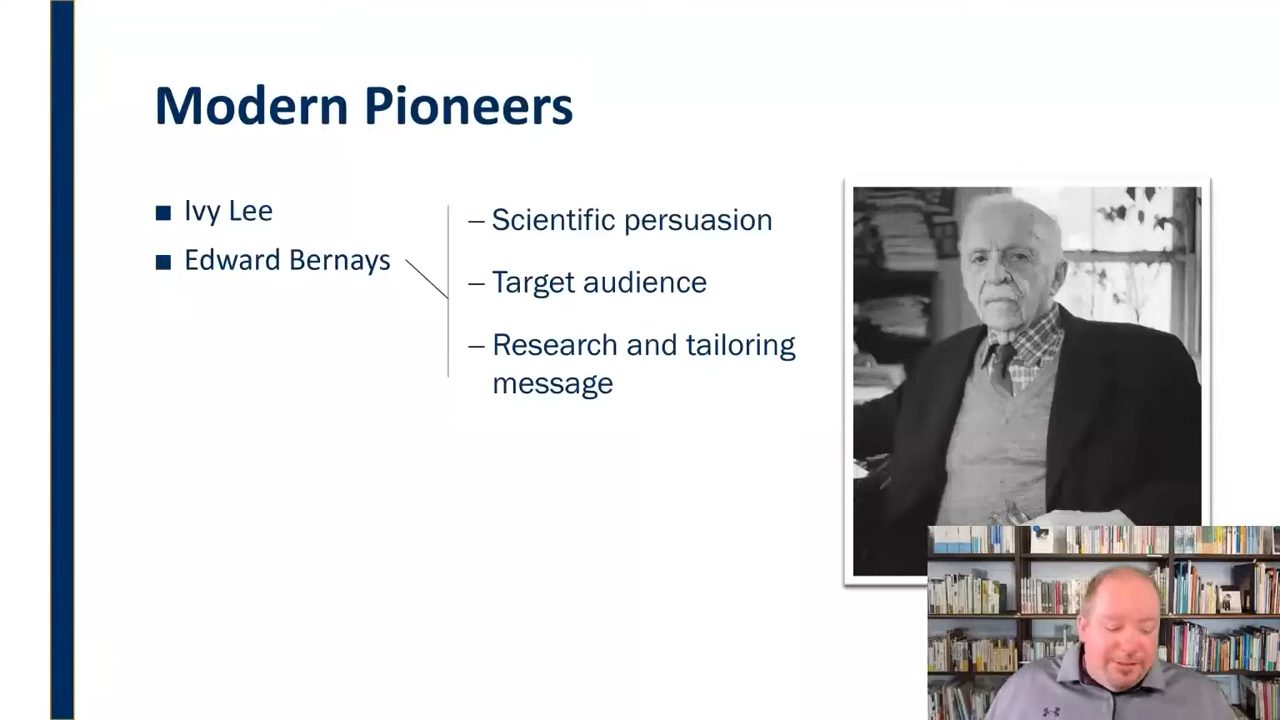 Modern Pioneers
■ Ivy Lee
■ Edward Bernays
– Scientific persuasion
– Target audience
– Research and tailoring
message